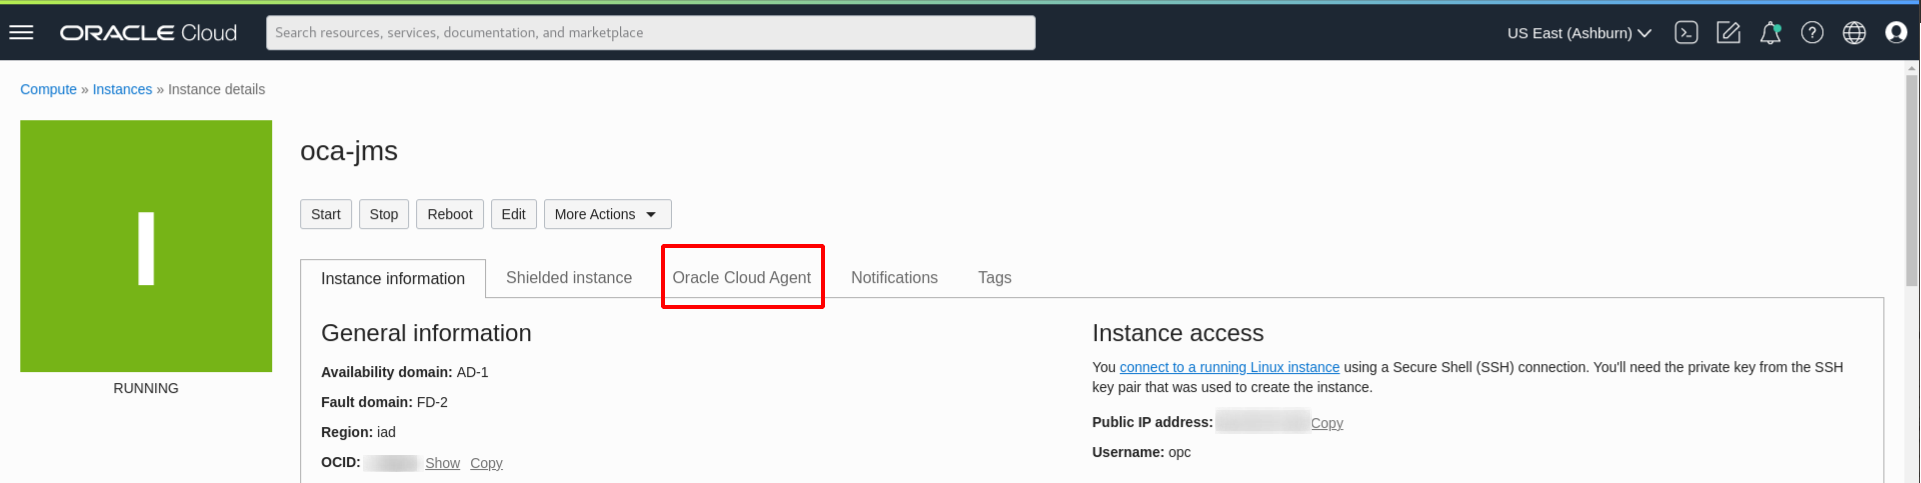 ORACLE Cloud
Search resources, services, documentation, and marketplace
US East (Ashburn)
Compute » Instances » Instance details
I
RUNNING
oca-jms
Start Stop Reboot Edit More Actions
Instance information Shielded instance Oracle Cloud Agent Notifications Tags
General information
Availability domain: AD-1
Fault domain: FD-2
Region: iad
OCID: Show Copy
Instance access
You connect to a running Linux instance using a Secure Shell (SSH) connection. You'll need the private key from the SSH
key pair that was used to create the instance.
Public IP address: Copy
Username: opc